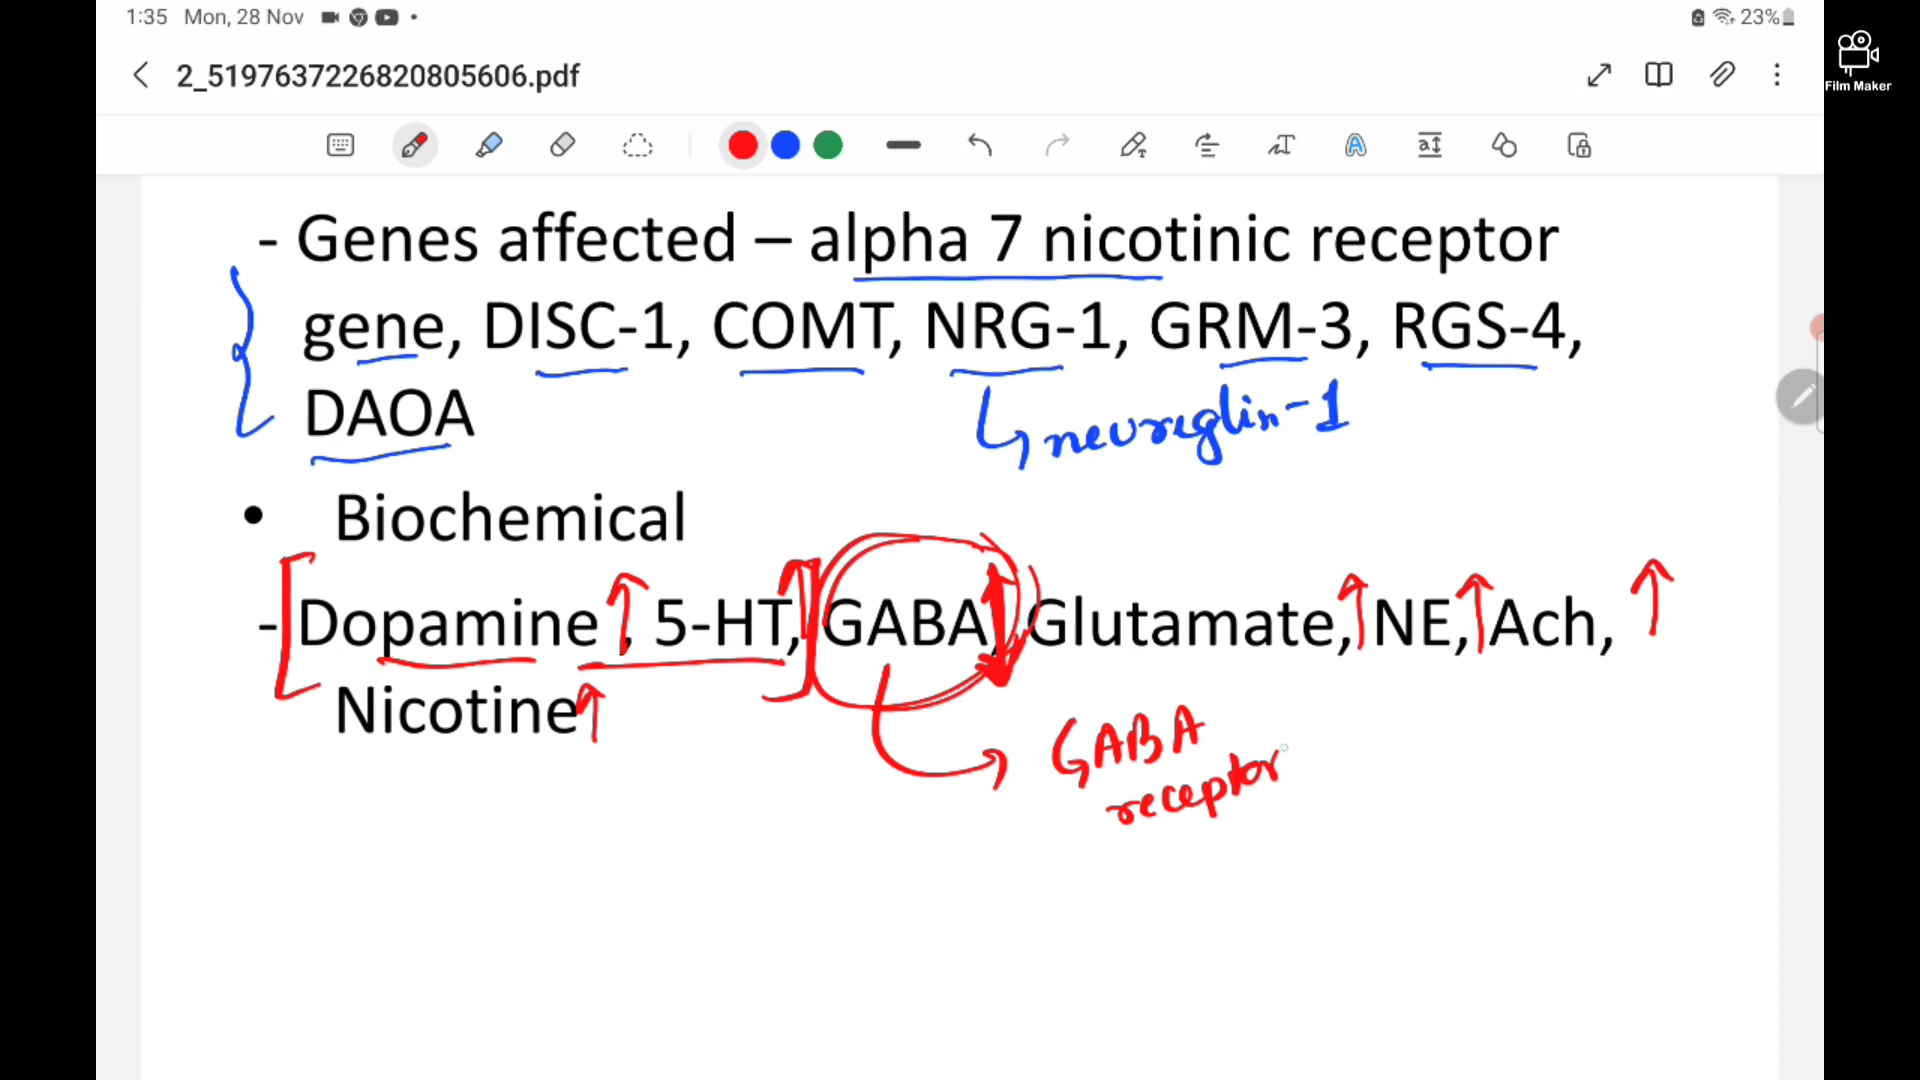 1:35 Mon, 28 Nov
23%
Film Maker
2_5197637226820805606.pdf
- Genes affected – alpha 7 nicotinic receptor
gene, DISC-1, COMT, NRG-1, GRM-3, RGS-4,
DAOA
neureglin-1
• Biochemical
- Dopamine, 5-HT, GABA, Glutamate, NE, Ach,
Nicotine
GABA
receptor